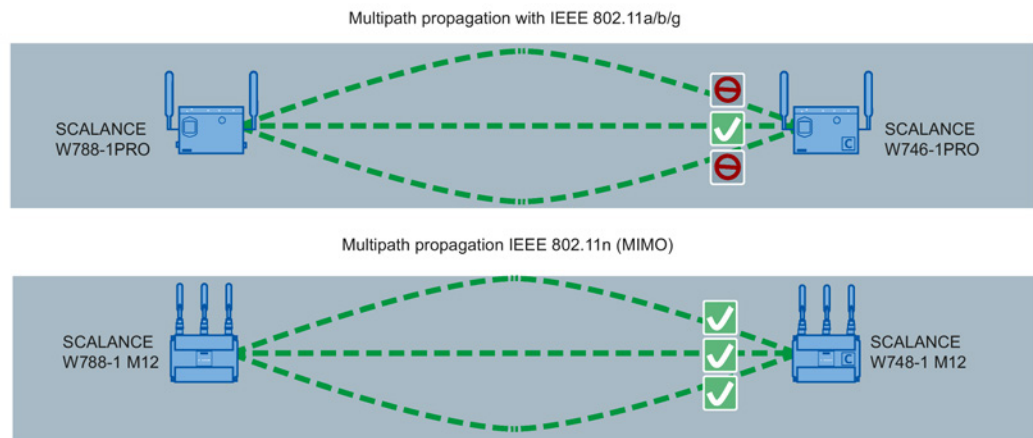 Multipath propagation with IEEE 802.11a/b/g
SCALANCE
W788-1PRO
SCALANCE
W746-1PRO
C
Multipath propagation IEEE 802.11n (MIMO)
SCALANCE
W788-1 M12
SCALANCE
W748-1 M12
C